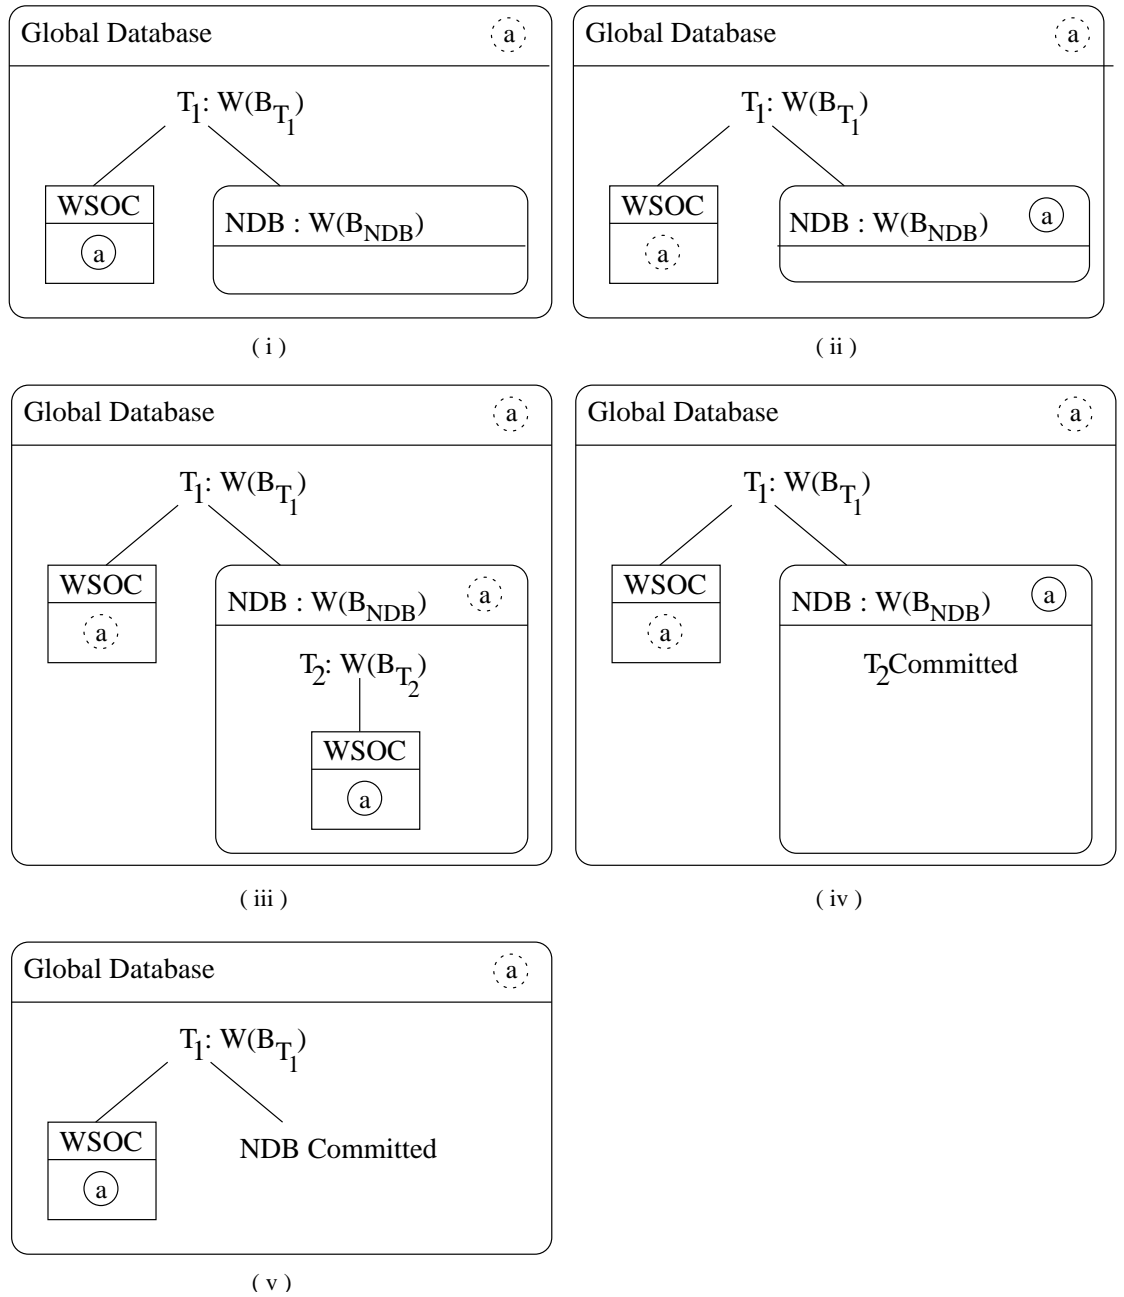 Global Database a
T1: W(BT1)
WSOC
a
NDB : W(BNDB)
( i )
Global Database a
T1: W(BT1)
WSOC
a
NDB : W(BNDB) a
( ii )
Global Database a
T1: W(BT1)
WSOC
a
NDB : W(BNDB) a
T2: W(BT2)
WSOC
a
( iii )
Global Database a
T1: W(BT1)
WSOC
a
NDB : W(BNDB) a
T2Committed
( iv )
Global Database a
T1: W(BT1)
WSOC
a
NDB Committed
( v )